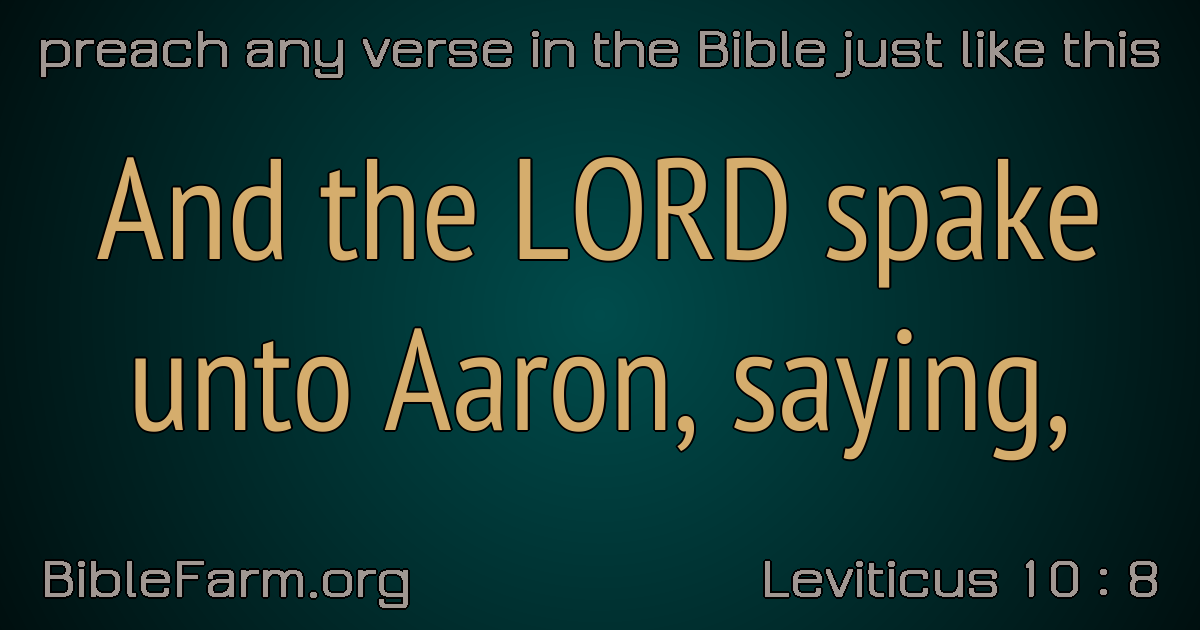 preach any verse in the Bible just like this
And the LORD spake
unto Aaron, saying,
BibleFarm.org
Leviticus 10 : 8